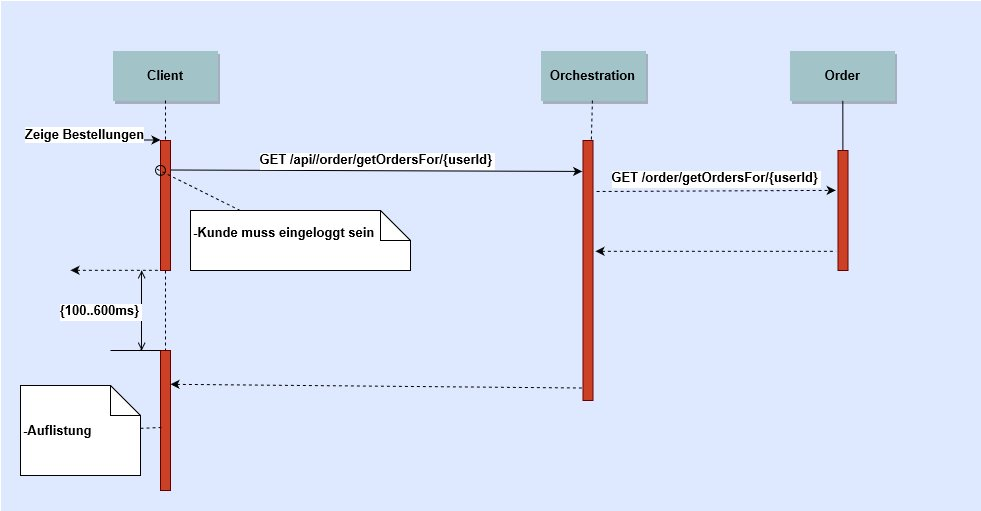 Client
Orchestration
Order
Zeige Bestellungen
GET /api//order/getOrdersFor/{userId}
GET /order/getOrdersFor/{userId}
-Kunde muss eingeloggt sein
{100..600ms}
-Auflistung